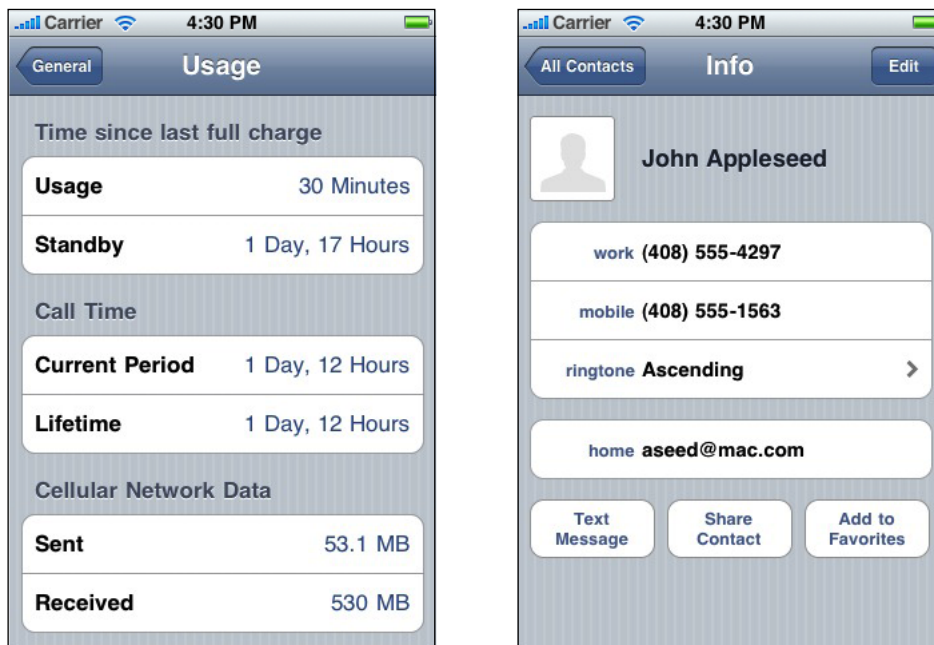 Carrier 4:30 PM
General Usage
Time since last full charge
Usage 30 Minutes
Standby 1 Day, 17 Hours
Call Time
Current Period 1 Day, 12 Hours
Lifetime 1 Day, 12 Hours
Cellular Network Data
Sent 53.1 MB
Received 530 MB
Carrier 4:30 PM
All Contacts Info Edit
John Appleseed
work (408) 555-4297
mobile (408) 555-1563
ringtone Ascending
home aseed@mac.com
Text Share Add to
Message Contact Favorites